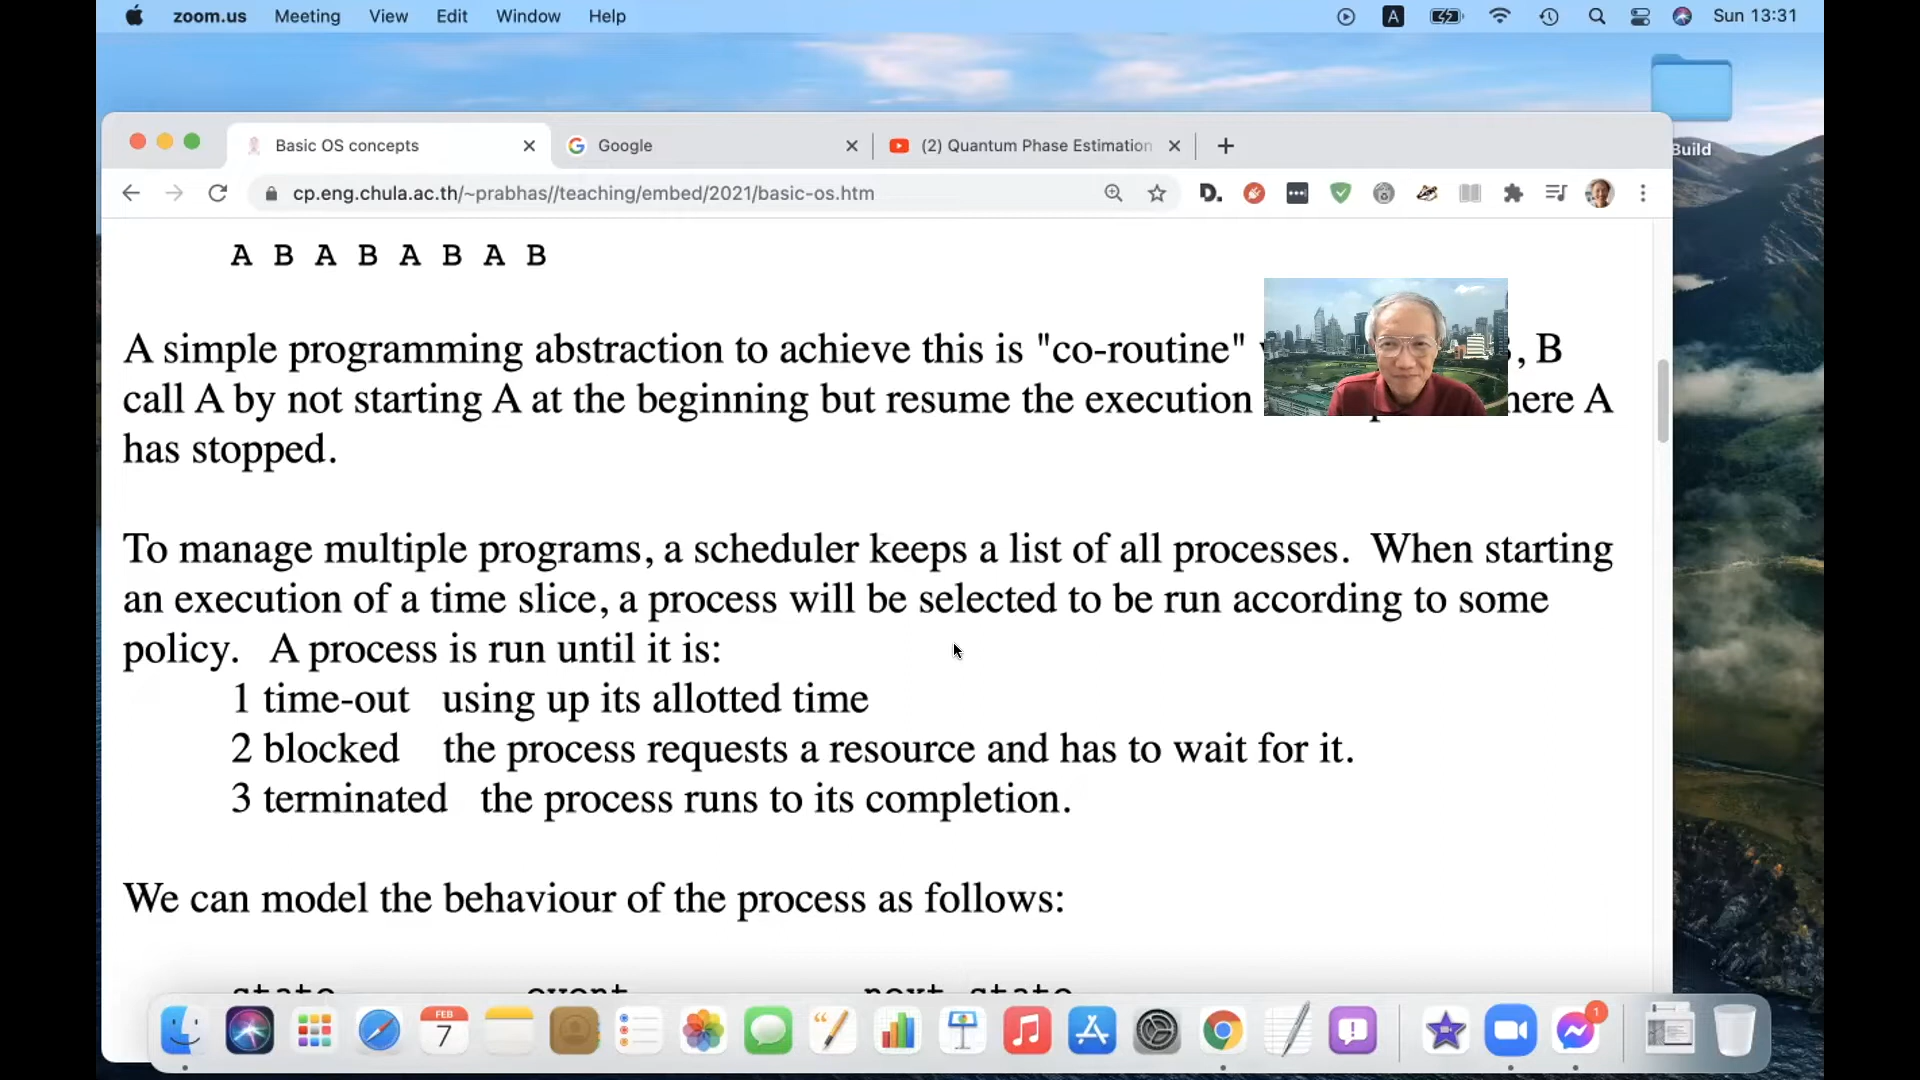 zoom.us Meeting View Edit Window Help A Sun 13:31
Build
Basic OS concepts Google (2) Quantum Phase Estimation
cp.eng.chula.ac.th/~prabhas//teaching/embed/2021/basic-os.htm D.
A B A B A B A B
A simple programming abstraction to achieve this is "co-routine" , B
call A by not starting A at the beginning but resume the execution here A
has stopped.
To manage multiple programs, a scheduler keeps a list of all processes. When starting
an execution of a time slice, a process will be selected to be run according to some
policy. A process is run until it is:
1 time-out using up its allotted time
2 blocked the process requests a resource and has to wait for it.
3 terminated the process runs to its completion.
We can model the behaviour of the process as follows:
state event next state
FEB
7
1